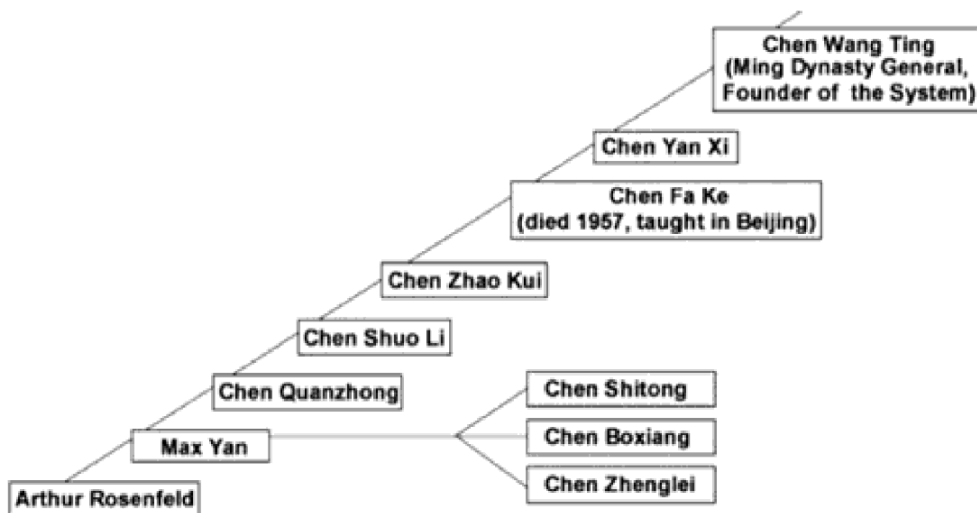 Chen Wang Ting
(Ming Dynasty General,
Founder of the System)
Chen Yan Xi
Chen Fa Ke
(died 1957, taught in Beijing)
Chen Zhao Kui
Chen Shuo Li
Chen Quanzhong
Chen Shitong
Max Yan
Chen Boxiang
Chen Zhenglei
Arthur Rosenfeld